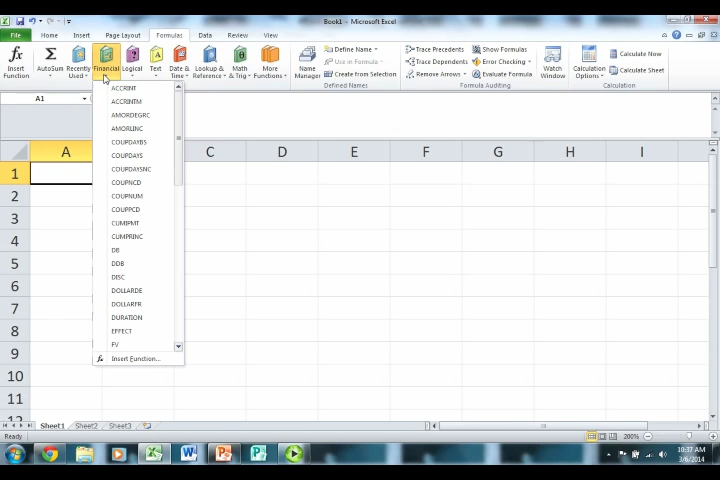 Book1 - Microsoft Excel
File Home Insert Page Layout Formulas Data Review View
Insert Function
AutoSum
Recently Used
Financial
Logical
Text
Date & Time
Lookup & Reference
Math & Trig
More Functions
Name Manager
Define Name
Use in Formula
Create from Selection
Defined Names
Trace Precedents
Trace Dependents
Remove Arrows
Show Formulas
Error Checking
Evaluate Formula
Formula Auditing
Watch Window
Calculation Options
Calculate Now
Calculate Sheet
Calculation
A1
ACCRINT
ACCRINTM
AMORDEGRC
AMORLINC
COUPDAYBS
COUPDAYS
COUPDAYSNC
COUPNCD
COUPNUM
COUPPCD
CUMIPMT
CUMPRINC
DB
DDB
DISC
DOLLARDE
DOLLARFR
DURATION
EFFECT
FV
Insert Function...
A C D E F G H I
1
2
3
4
5
6
7
8
9
10
11
12
Sheet1 Sheet2 Sheet3
Ready
200%
10:37 AM
3/6/2014